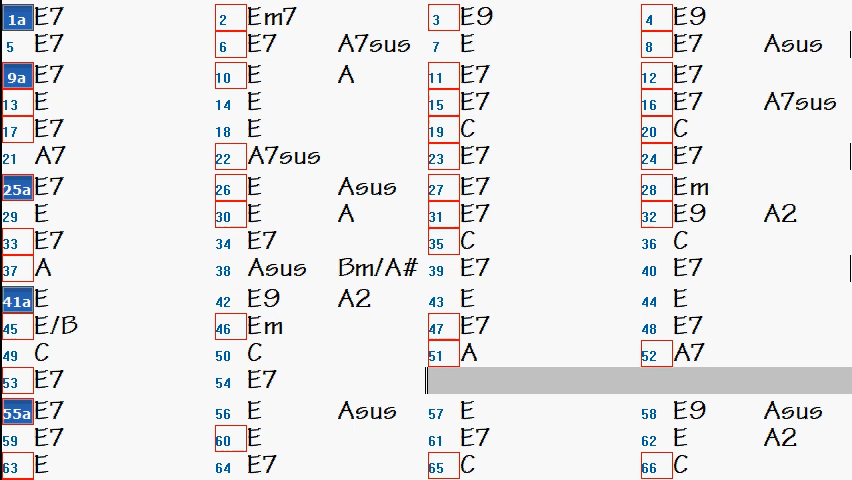 1a E7 2 Em7 3 E9 4 E9
5 E7 6 E7 A7sus 7 E 8 E7 Asus
9a E7 10 E A 11 E7 12 E7
13 E 14 E 15 E7 16 E7 A7sus
17 E7 18 E 19 C 20 C
21 A7 22 A7sus 23 E7 24 E7
25a E7 26 E Asus 27 E7 28 Em
29 E 30 E A 31 E7 32 E9 A2
33 E7 34 E7 35 C 36 C
37 A 38 Asus Bm/A# 39 E7 40 E7
41a E 42 E9 A2 43 E 44 E
45 E/B 46 Em 47 E7 48 E7
49 C 50 C 51 A 52 A7
53 E7 54 E7
55a E7 56 E Asus 57 E 58 E9 Asus
59 E7 60 E 61 E7 62 E A2
63 E 64 E7 65 C 66 C